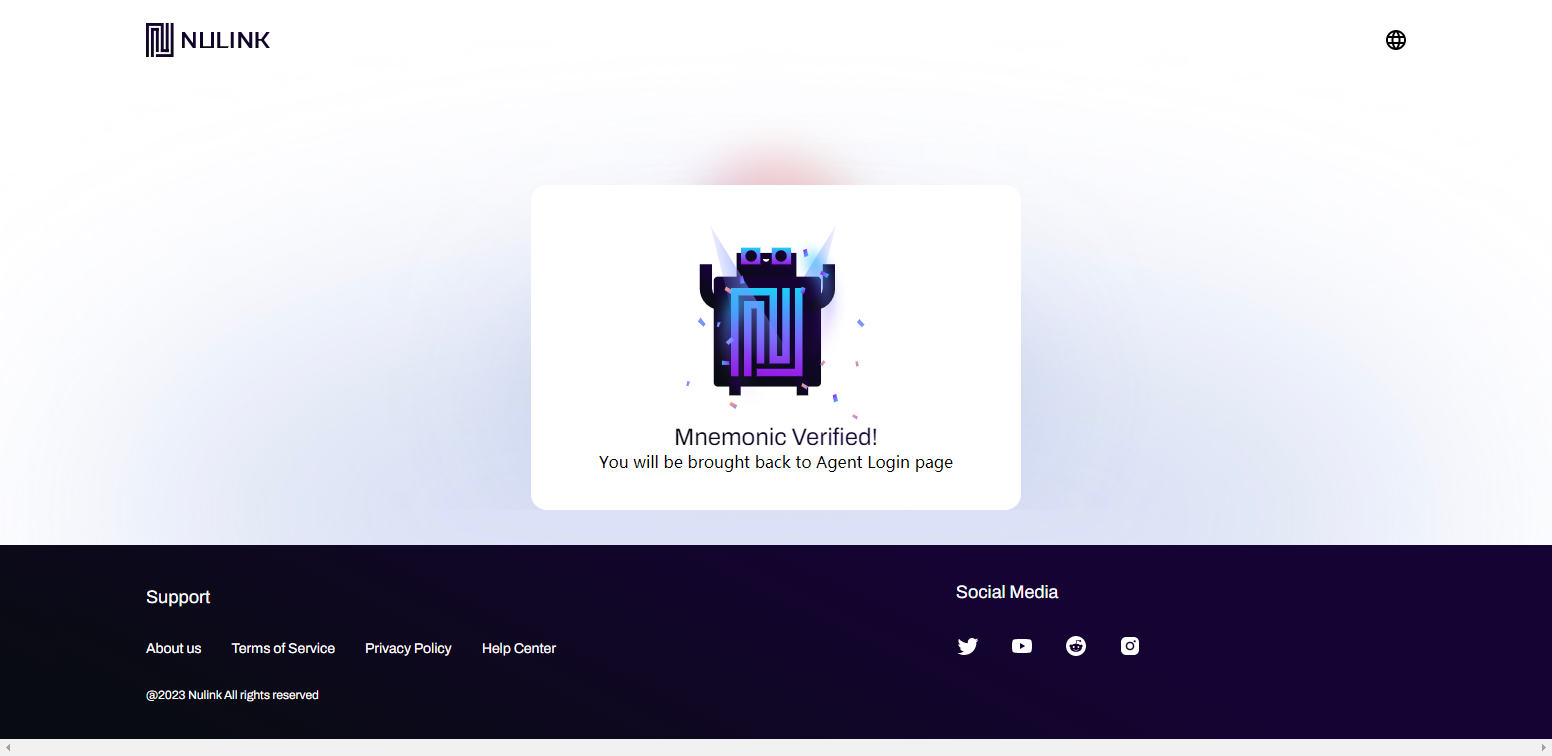 NULINK
Mnemonic Verified!
You will be brought back to Agent Login page
Support
Social Media
About us Terms of Service Privacy Policy Help Center
@2023 Nulink All rights reserved